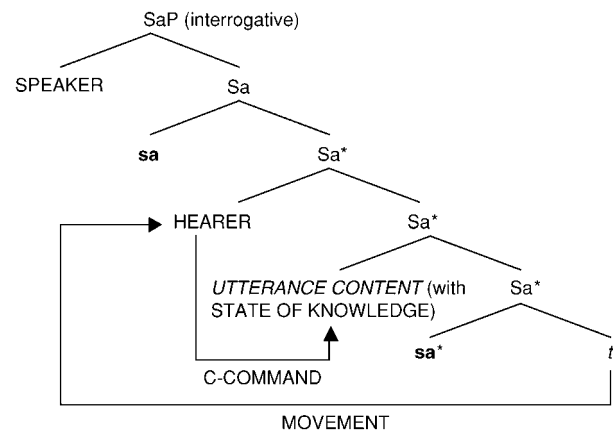 SaP (interrogative)
SPEAKER
Sa
sa
Sa*
HEARER
Sa*
UTTERANCE CONTENT (with
STATE OF KNOWLEDGE)
Sa*
sa*
t
C-COMMAND
MOVEMENT